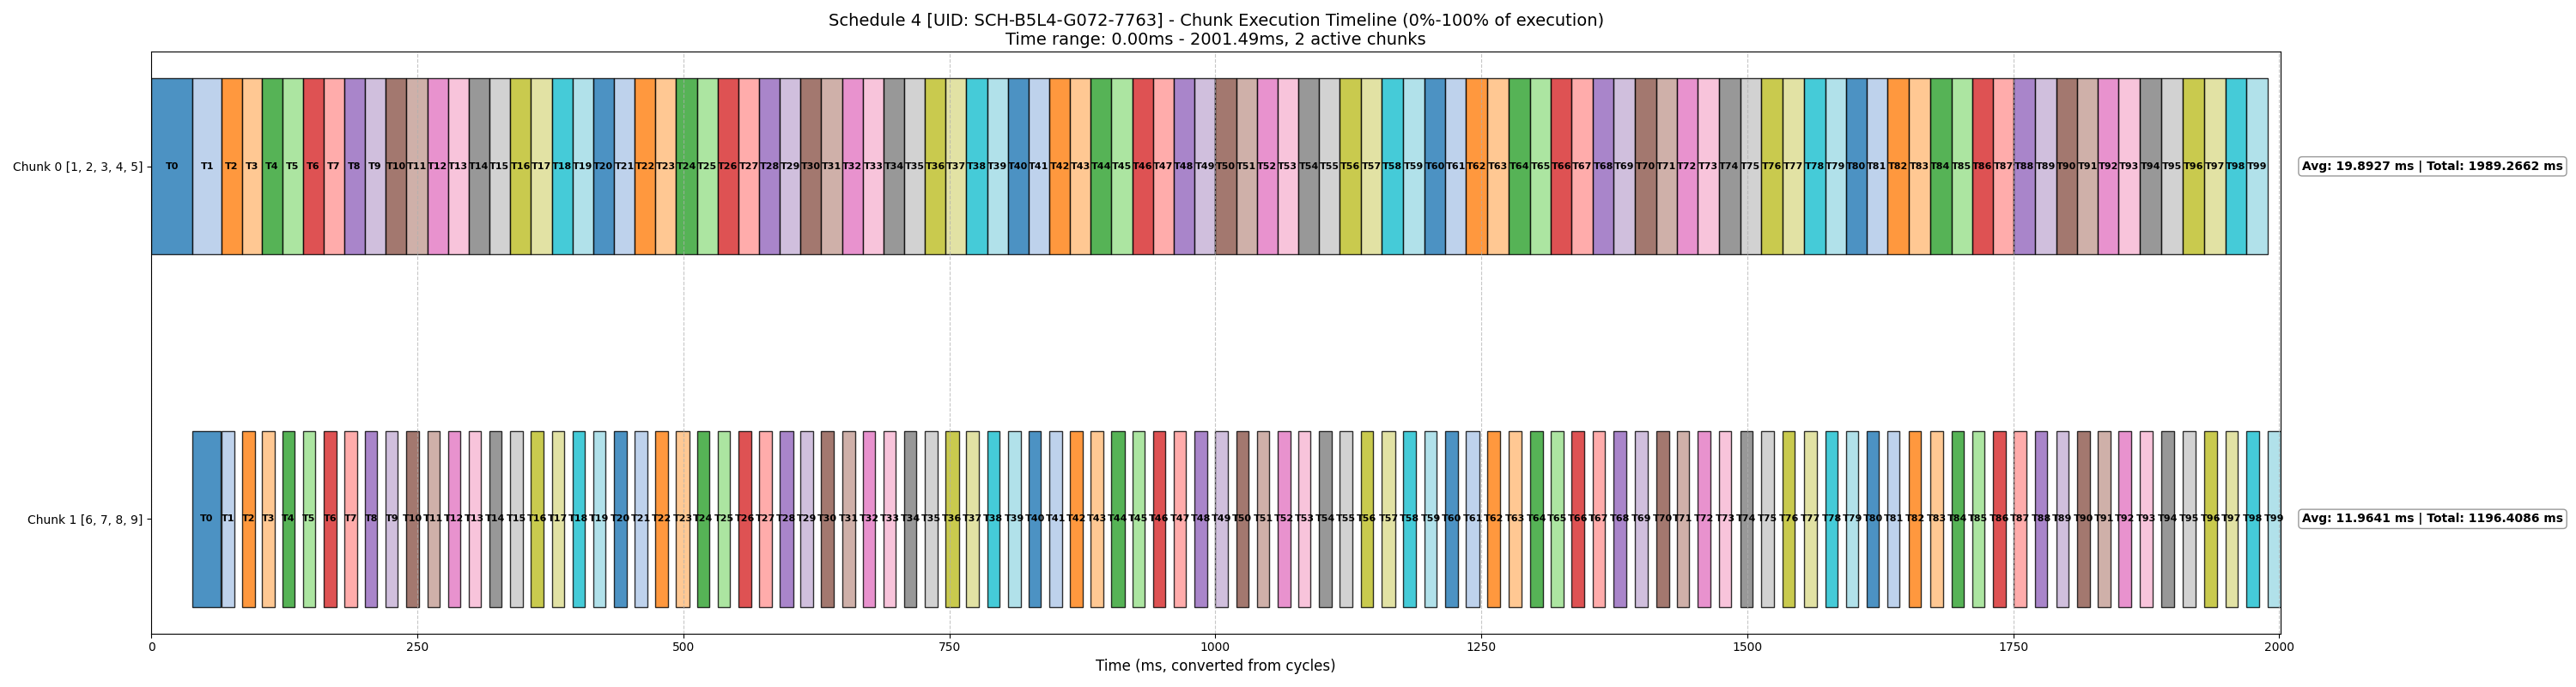 Schedule 4 [UID: SCH-B5L4-G072-7763] - Chunk Execution Timeline (0%-100% of execution)
Time range: 0.00ms - 2001.49ms, 2 active chunks
Chunk 0 [1, 2, 3, 4, 5]
T0 T1 T2 T3 T4 T5 T6 T7 T8 T9 T10 T11 T12 T13 T14 T15 T16 T17 T18 T19 T20 T21 T22 T23 T24 T25 T26 T27 T28 T29 T30 T31 T32 T33 T34 T35 T36 T37 T38 T39 T40 T41 T42 T43 T44 T45 T46 T47 T48 T49 T50 T51 T52 T53 T54 T55 T56 T57 T58 T59 T60 T61 T62 T63 T64 T65 T66 T67 T68 T69 T70 T71 T72 T73 T74 T75 T76 T77 T78 T79 T80 T81 T82 T83 T84 T85 T86 T87 T88 T89 T90 T91 T92 T93 T94 T95 T96 T97 T98 T99
Avg: 19.8927 ms | Total: 1989.2662 ms
Chunk 1 [6, 7, 8, 9]
T0 T1 T2 T3 T4 T5 T6 T7 T8 T9 T10 T11 T12 T13 T14 T15 T16 T17 T18 T19 T20 T21 T22 T23 T24 T25 T26 T27 T28 T29 T30 T31 T32 T33 T34 T35 T36 T37 T38 T39 T40 T41 T42 T43 T44 T45 T46 T47 T48 T49 T50 T51 T52 T53 T54 T55 T56 T57 T58 T59 T60 T61 T62 T63 T64 T65 T66 T67 T68 T69 T70 T71 T72 T73 T74 T75 T76 T77 T78 T79 T80 T81 T82 T83 T84 T85 T86 T87 T88 T89 T90 T91 T92 T93 T94 T95 T96 T97 T98 T99
Avg: 11.9641 ms | Total: 1196.4086 ms
0 250 500 750 1000 1250 1500 1750 2000
Time (ms, converted from cycles)